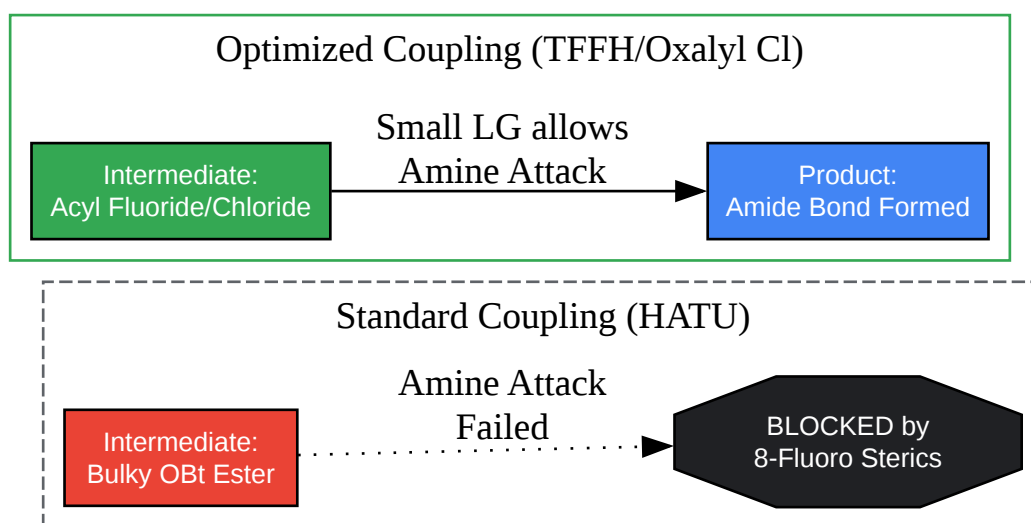 Optimized Coupling (TFFH/Oxalyl Cl)
Small LG allows
Amine Attack
Intermediate:
Acyl Fluoride/Chloride
Product:
Amide Bond Formed
Standard Coupling (HATU)
Amine Attack
Failed
Intermediate:
Bulky OBt Ester
BLOCKED by
8-Fluoro Sterics